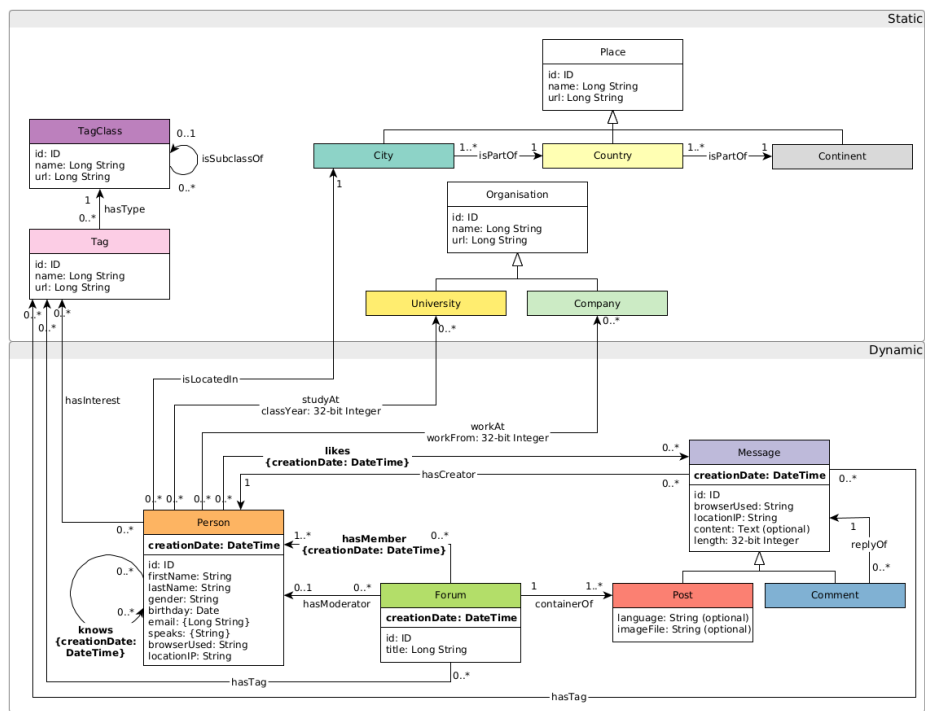 Static
Place
id: ID
name: Long String
url: Long String
TagClass
id: ID
name: Long String
url: Long String
0..1
isSubclassOf
0..*
City
1..*
isPartOf
1
Country
1..*
isPartOf
1
Continent
1
hasType
0..*
Organisation
id: ID
name: Long String
url: Long String
Tag
id: ID
name: Long String
url: Long String
University
Company
0..*
0..*
0..*
0..*
0..*
1
Dynamic
isLocatedIn
hasInterest
studyAt
classYear: 32-bit Integer
workAt
workFrom: 32-bit Integer
likes
{creationDate: DateTime}
0..*
hasCreator
1
0..*
Message
creationDate: DateTime
id: ID
browserUsed: String
locationIP: String
content: Text (optional)
length: 32-bit Integer
0..*
0..*
0..*
0..*
0..*
0..*
Person
creationDate: DateTime
id: ID
firstName: String
lastName: String
gender: String
birthday: Date
email: {Long String}
speaks: {String}
browserUsed: String
locationIP: String
0..*
0..*
knows
{creationDate:
DateTime}
1..*
hasMember
{creationDate: DateTime}
0..*
1
replyOf
0..*
0..1
hasModerator
0..*
Forum
creationDate: DateTime
id: ID
title: Long String
1
containerOf
1..*
Post
language: String (optional)
imageFile: String (optional)
Comment
hasTag
0..*
hasTag